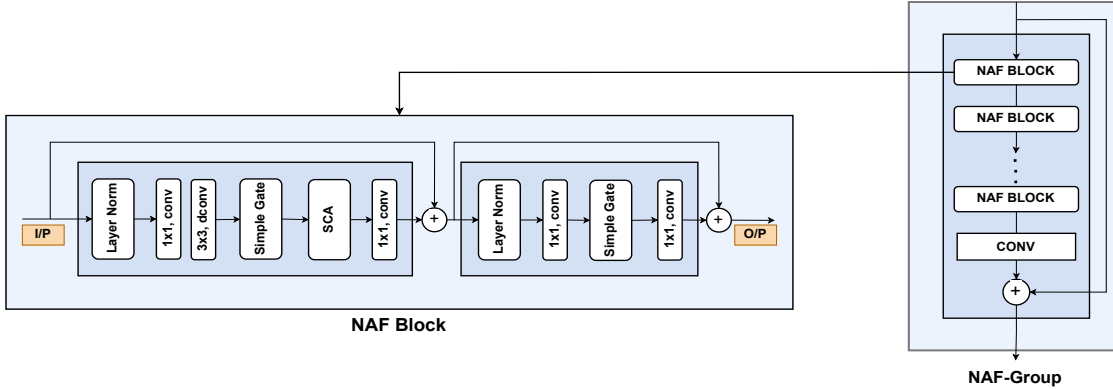 NAF BLOCK
NAF BLOCK
NAF BLOCK
CONV
+
NAF-Group
I/P
Layer Norm
1x1, conv
3x3, dconv
Simple Gate
SCA
1x1, conv
+
Layer Norm
1x1, conv
Simple Gate
1x1, conv
+
O/P
NAF Block